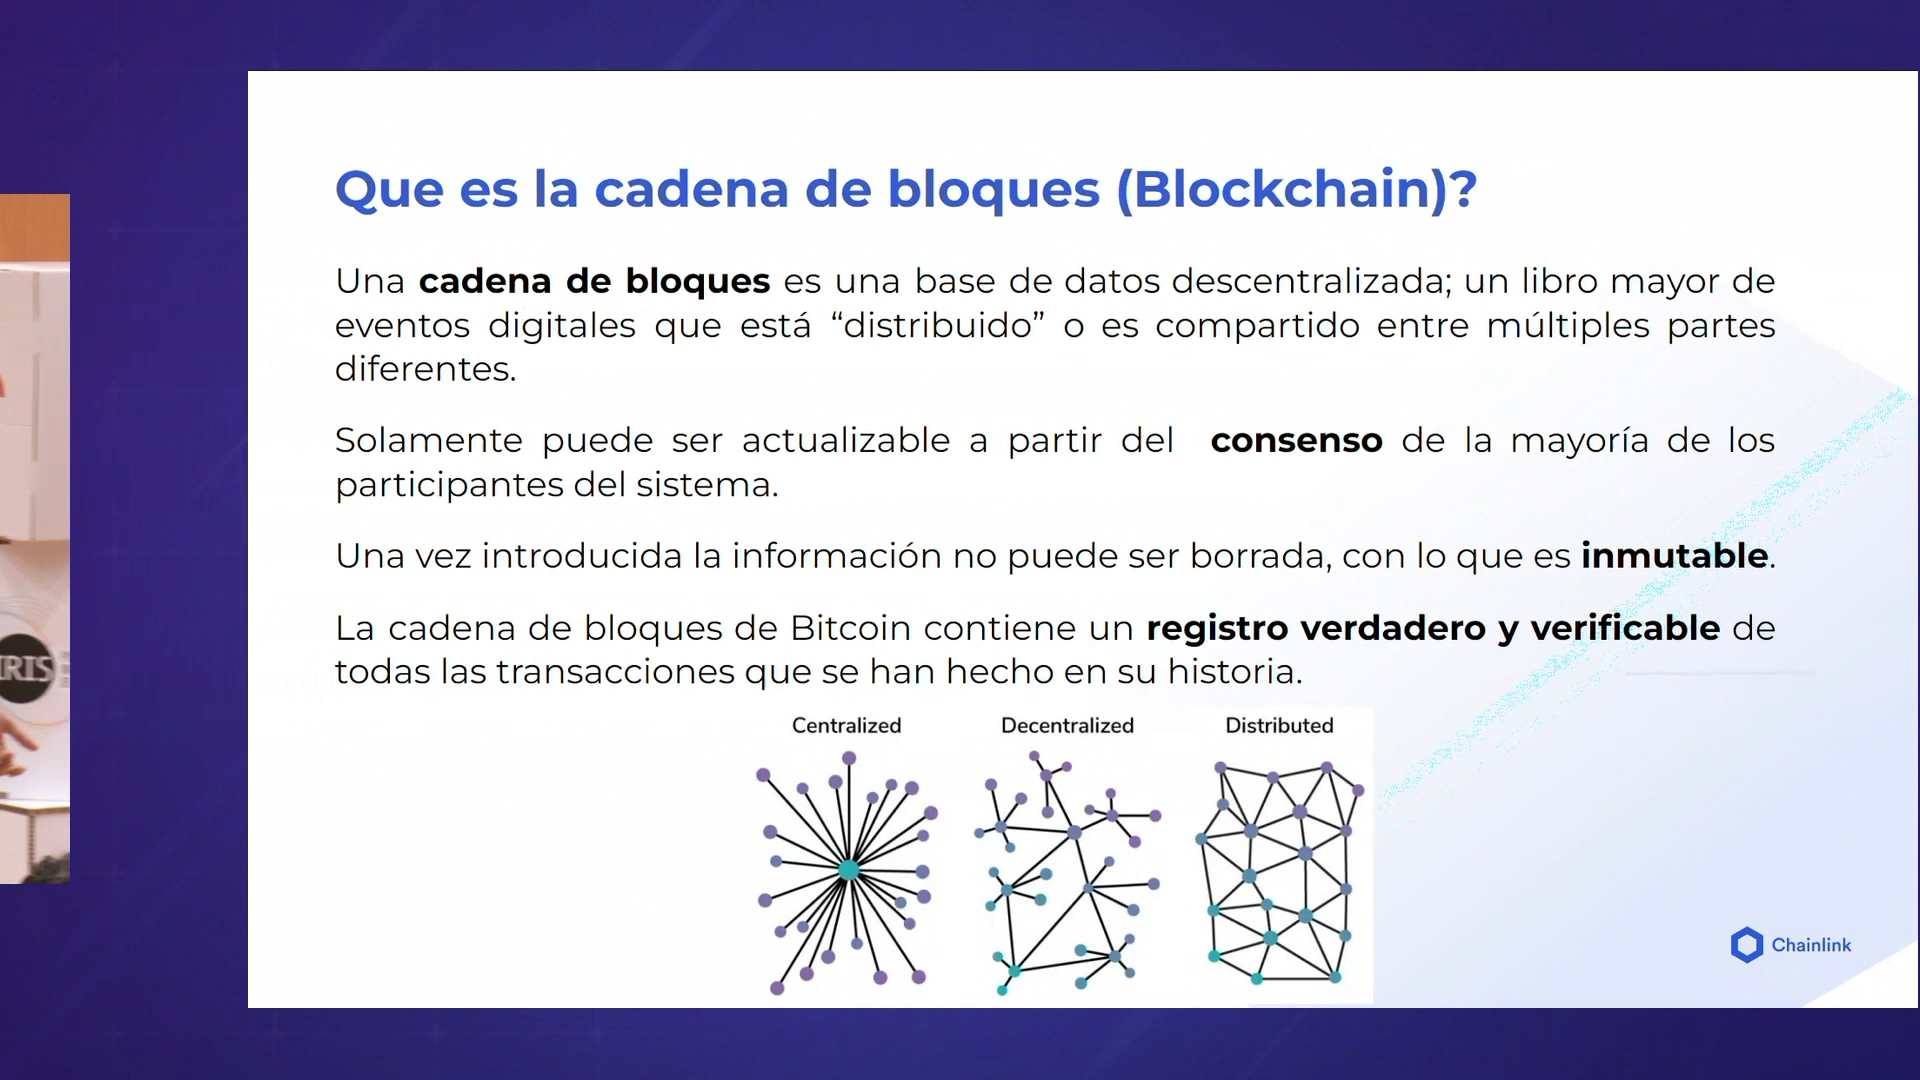 Que es la cadena de bloques (Blockchain)?
Una cadena de bloques es una base de datos descentralizada; un libro mayor de
eventos digitales que está “distribuido” o es compartido entre múltiples partes
diferentes.
Solamente puede ser actualizable a partir del consenso de la mayoría de los
participantes del sistema.
Una vez introducida la información no puede ser borrada, con lo que es inmutable.
La cadena de bloques de Bitcoin contiene un registro verdadero y verificable de
todas las transacciones que se han hecho en su historia.
Centralized Decentralized Distributed
Chainlink